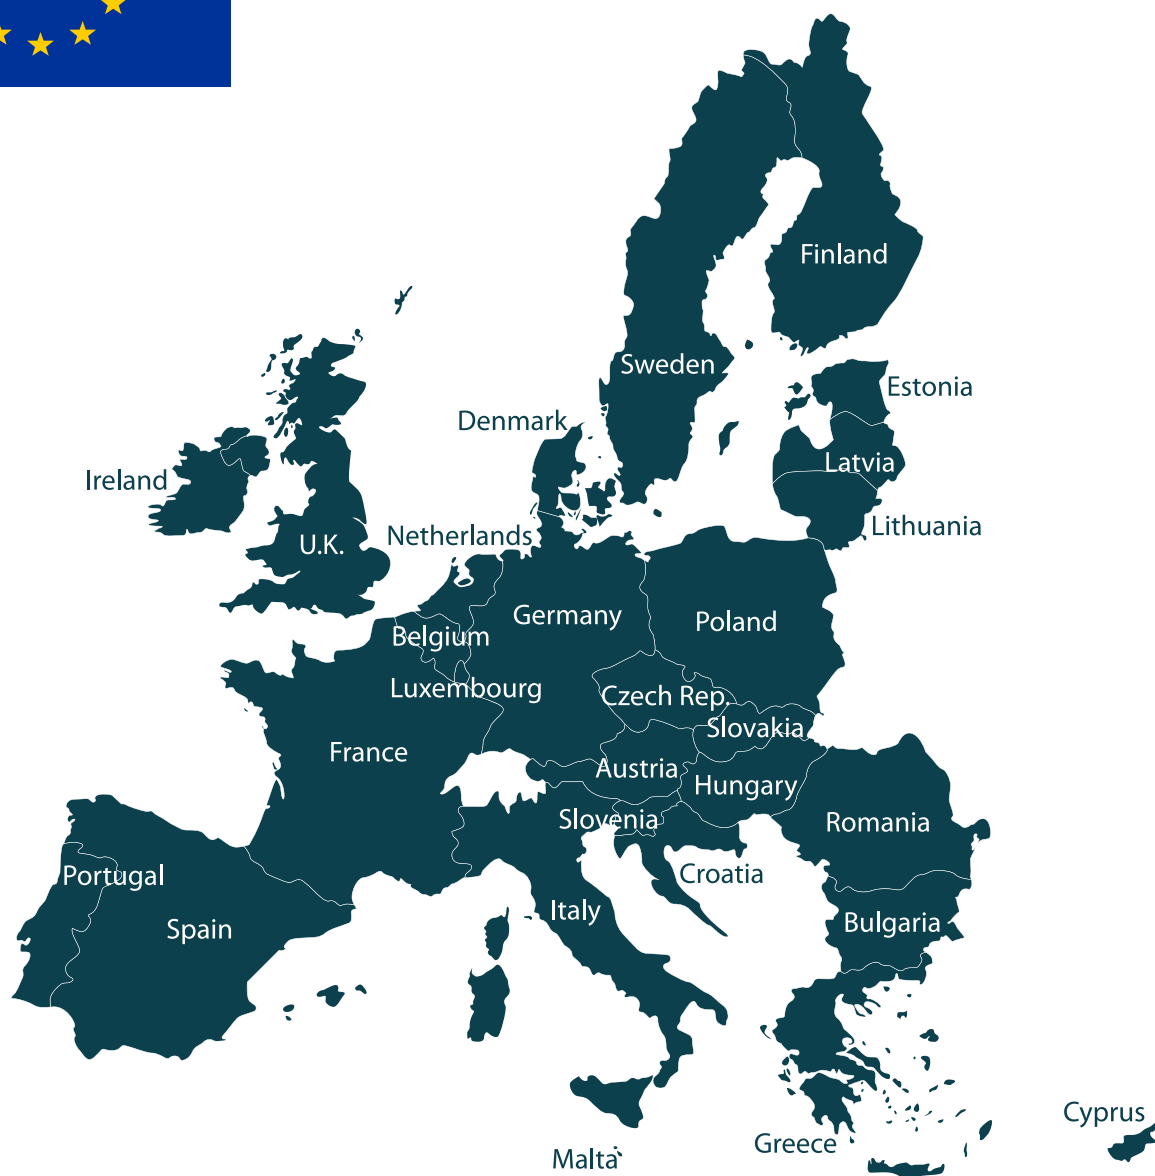 Finland
Sweden
Estonia
Denmark
Latvia
Ireland
Lithuania
Netherlands
U.K.
Germany
Poland
Belgium
Luxembourg
Czech Rep.
Slovakia
France
Austria
Hungary
Slovenia
Romania
Croatia
Portugal
Italy
Bulgaria
Spain
Cyprus
Greece
Malta